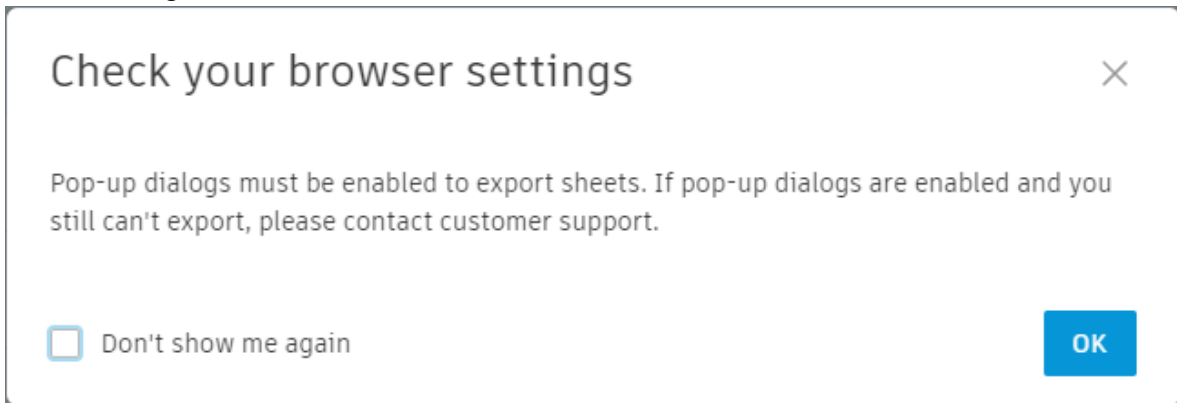 Check your browser settings
Pop-up dialogs must be enabled to export sheets. If pop-up dialogs are enabled and you
still can't export, please contact customer support.
Don't show me again
OK